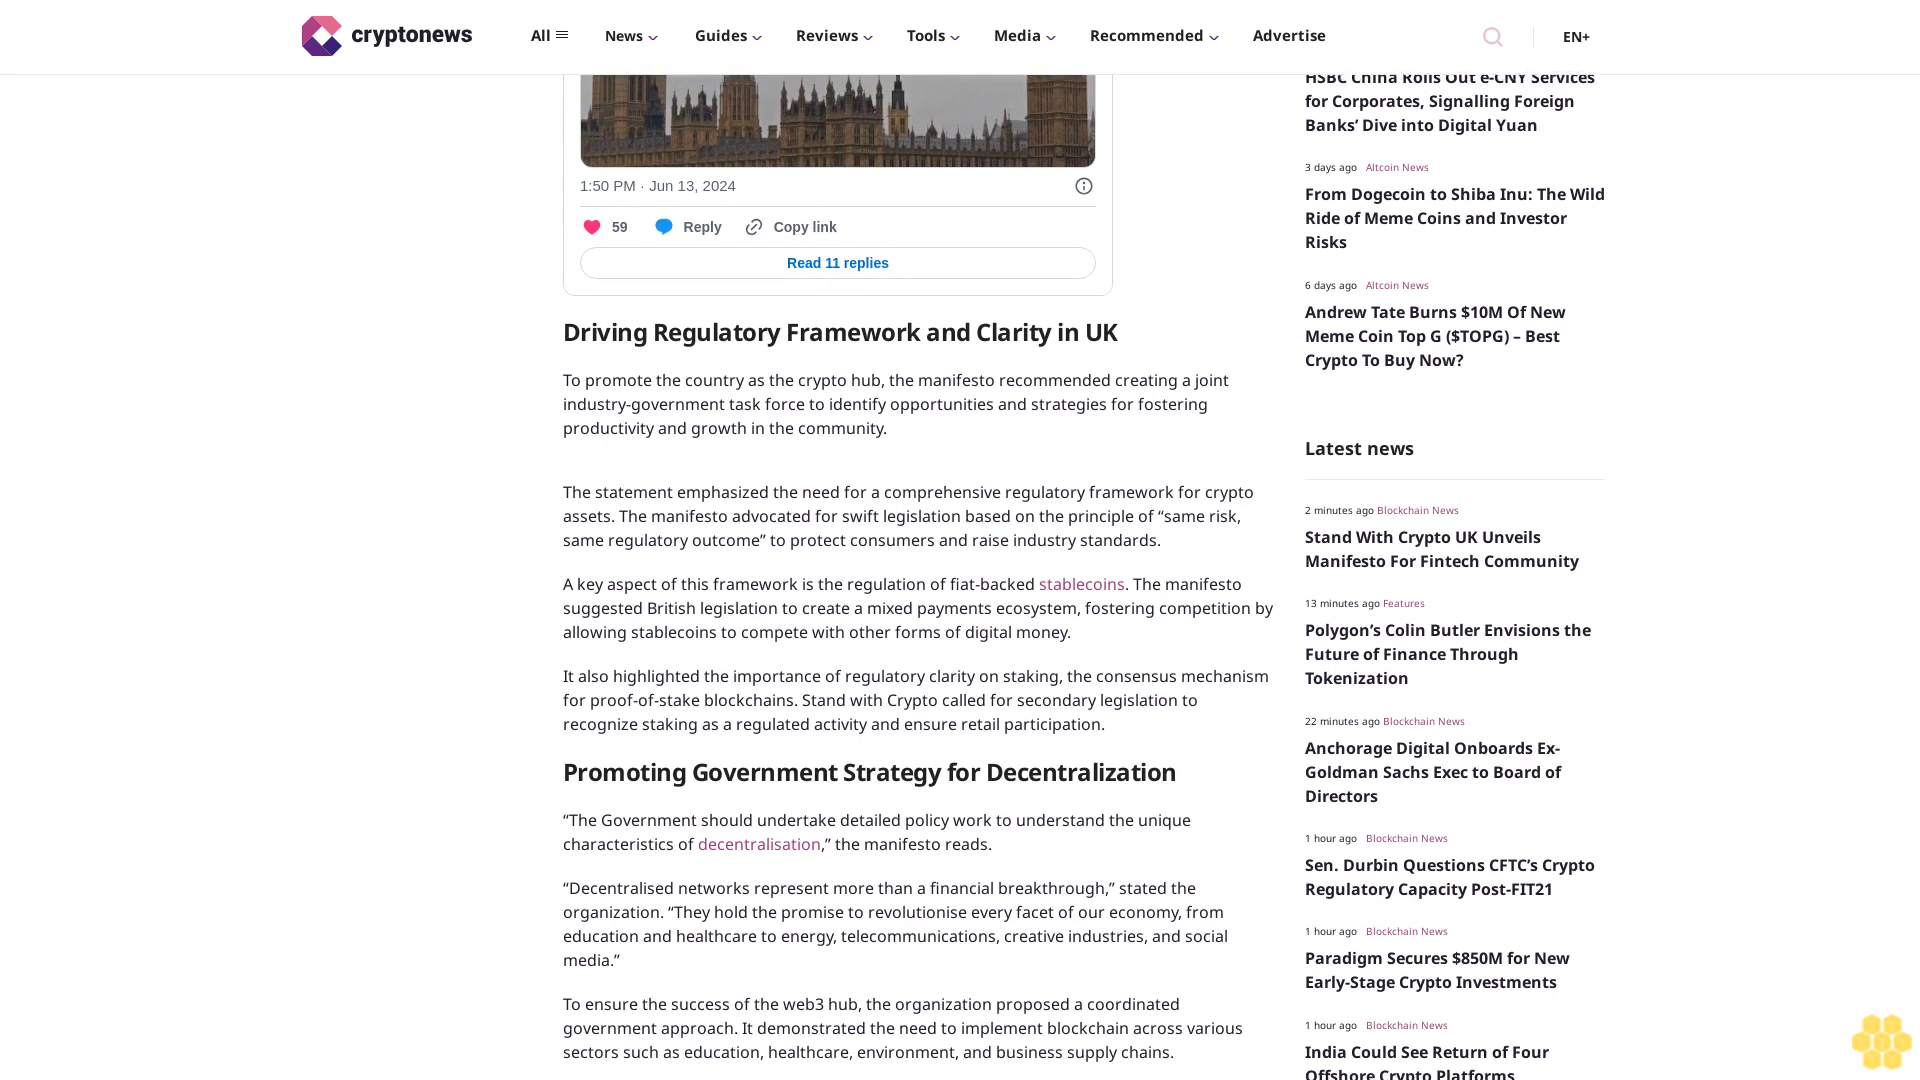 cryptonews
All
News
Guides
Reviews
Tools
Media
Recommended
Advertise
EN+
1:50 PM · Jun 13, 2024
59
Reply
Copy link
Read 11 replies
Driving Regulatory Framework and Clarity in UK
To promote the country as the crypto hub, the manifesto recommended creating a joint
industry-government task force to identify opportunities and strategies for fostering
productivity and growth in the community.
The statement emphasized the need for a comprehensive regulatory framework for crypto
assets. The manifesto advocated for swift legislation based on the principle of “same risk,
same regulatory outcome” to protect consumers and raise industry standards.
A key aspect of this framework is the regulation of fiat-backed stablecoins. The manifesto
suggested British legislation to create a mixed payments ecosystem, fostering competition by
allowing stablecoins to compete with other forms of digital money.
It also highlighted the importance of regulatory clarity on staking, the consensus mechanism
for proof-of-stake blockchains. Stand with Crypto called for secondary legislation to
recognize staking as a regulated activity and ensure retail participation.
Promoting Government Strategy for Decentralization
“The Government should undertake detailed policy work to understand the unique
characteristics of decentralisation,” the manifesto reads.
“Decentralised networks represent more than a financial breakthrough,” stated the
organization. “They hold the promise to revolutionise every facet of our economy, from
education and healthcare to energy, telecommunications, creative industries, and social
media.”
To ensure the success of the web3 hub, the organization proposed a coordinated
government approach. It demonstrated the need to implement blockchain across various
sectors such as education, healthcare, environment, and business supply chains.
HSBC China Rolls Out e-CNY Services
for Corporates, Signalling Foreign
Banks’ Dive into Digital Yuan
3 days ago Altcoin News
From Dogecoin to Shiba Inu: The Wild
Ride of Meme Coins and Investor
Risks
6 days ago Altcoin News
Andrew Tate Burns $10M Of New
Meme Coin Top G ($TOPG) – Best
Crypto To Buy Now?
Latest news
2 minutes ago Blockchain News
Stand With Crypto UK Unveils
Manifesto For Fintech Community
13 minutes ago Features
Polygon’s Colin Butler Envisions the
Future of Finance Through
Tokenization
22 minutes ago Blockchain News
Anchorage Digital Onboards Ex-
Goldman Sachs Exec to Board of
Directors
1 hour ago Blockchain News
Sen. Durbin Questions CFTC’s Crypto
Regulatory Capacity Post-FIT21
1 hour ago Blockchain News
Paradigm Secures $850M for New
Early-Stage Crypto Investments
1 hour ago Blockchain News
India Could See Return of Four
Offshore Crypto Platforms